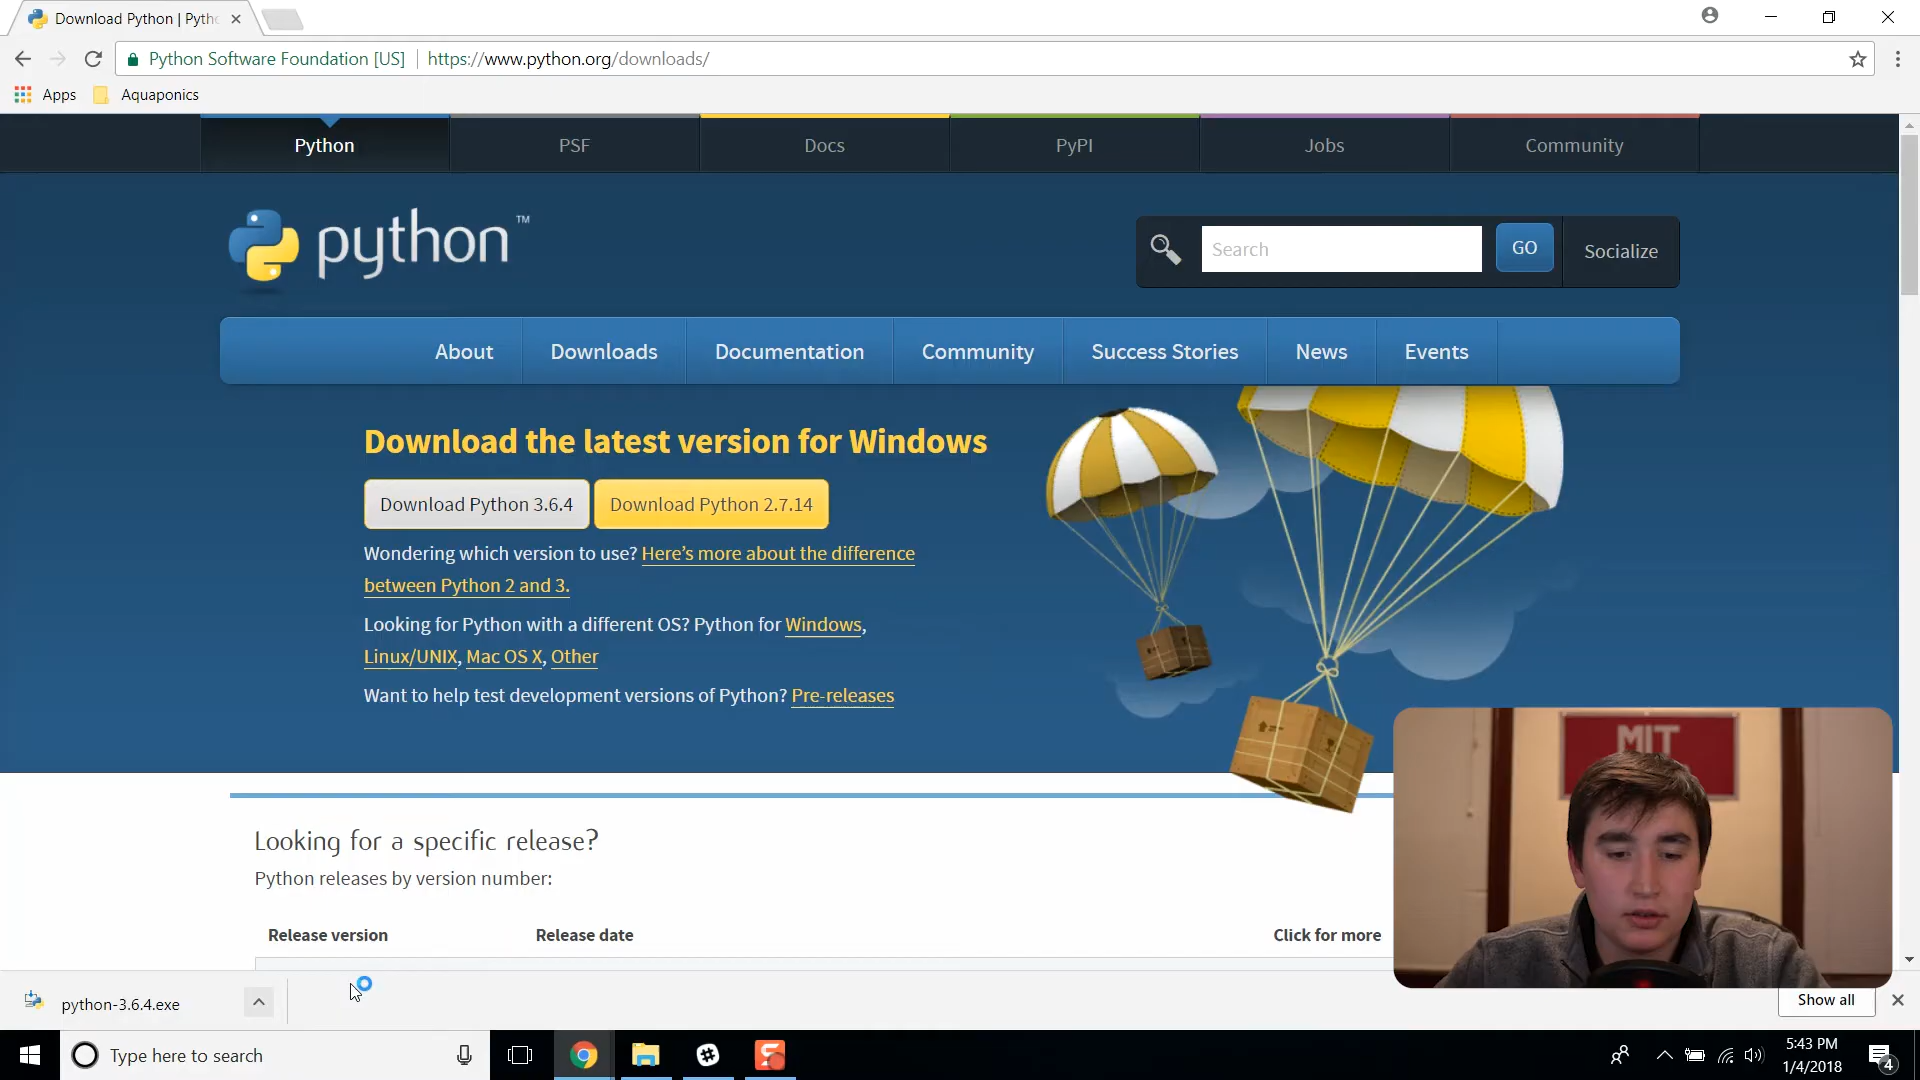 Download Python | Pyth
Python Software Foundation [US]
https://www.python.org/downloads/
Apps
Aquaponics
Python
PSF
Docs
PyPI
Jobs
Community
python™
Search
GO
Socialize
About
Downloads
Documentation
Community
Success Stories
News
Events
Download the latest version for Windows
Download Python 3.6.4
Download Python 2.7.14
Wondering which version to use? Here's more about the difference
between Python 2 and 3.
Looking for Python with a different OS? Python for Windows,
Linux/UNIX, Mac OS X, Other
Want to help test development versions of Python? Pre-releases
MIT
Looking for a specific release?
Python releases by version number:
Release version
Release date
Click for more
python-3.6.4.exe
Show all
Type here to search
5:43 PM
1/4/2018
4